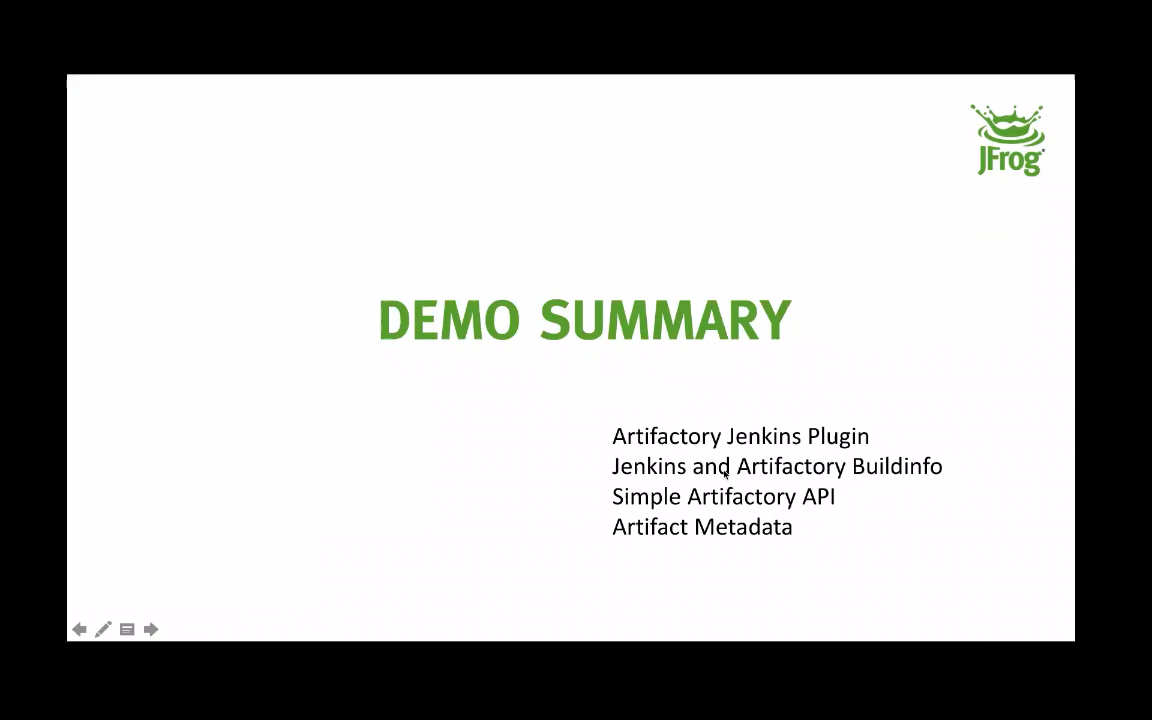 JFrog
DEMO SUMMARY
Artifactory Jenkins Plugin
Jenkins and Artifactory Buildinfo
Simple Artifactory API
Artifact Metadata